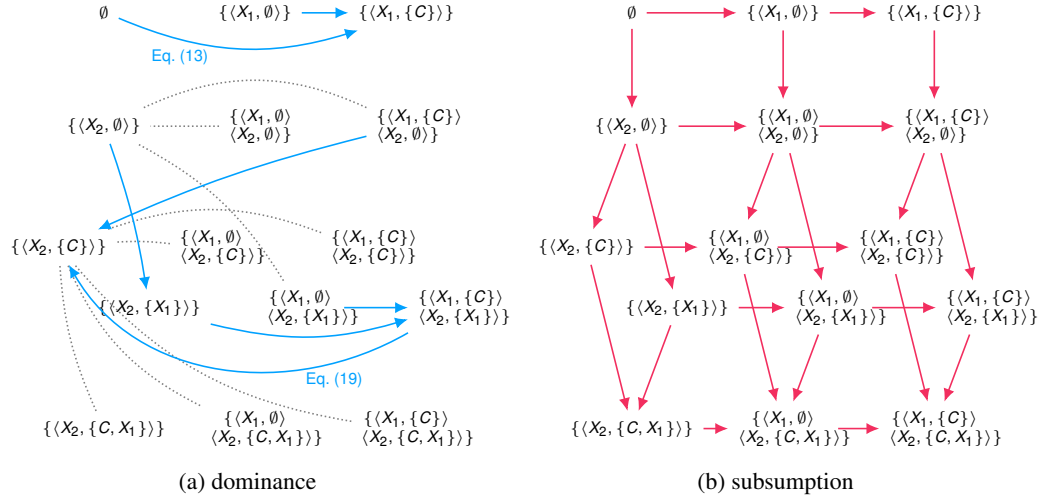 ∅ {⟨X₁, ∅⟩} {⟨X₁, {C}⟩}
Eq. (13)
{⟨X₂, ∅⟩} {⟨X₁, ∅⟩ {⟨X₁, {C}⟩
⟨X₂, ∅⟩} ⟨X₂, ∅⟩}
{⟨X₂, {C}⟩} {⟨X₁, ∅⟩ {⟨X₁, {C}⟩
⟨X₂, {C}⟩} ⟨X₂, {C}⟩}
{⟨X₂, {X₁}⟩} {⟨X₁, ∅⟩ {⟨X₁, {C}⟩
⟨X₂, {X₁}⟩} ⟨X₂, {X₁}⟩}
Eq. (19)
{⟨X₂, {C, X₁}⟩} {⟨X₁, ∅⟩ {⟨X₁, {C}⟩
⟨X₂, {C, X₁}⟩} ⟨X₂, {C, X₁}⟩}
(a) dominance
∅ {⟨X₁, ∅⟩} {⟨X₁, {C}⟩}
{⟨X₂, ∅⟩} {⟨X₁, ∅⟩ {⟨X₁, {C}⟩
⟨X₂, ∅⟩} ⟨X₂, ∅⟩}
{⟨X₂, {C}⟩} {⟨X₁, ∅⟩ {⟨X₁, {C}⟩
⟨X₂, {C}⟩} ⟨X₂, {C}⟩}
{⟨X₂, {X₁}⟩} {⟨X₁, ∅⟩ {⟨X₁, {C}⟩
⟨X₂, {X₁}⟩} ⟨X₂, {X₁}⟩}
{⟨X₂, {C, X₁}⟩} {⟨X₁, ∅⟩ {⟨X₁, {C}⟩
⟨X₂, {C, X₁}⟩} ⟨X₂, {C, X₁}⟩}
(b) subsumption